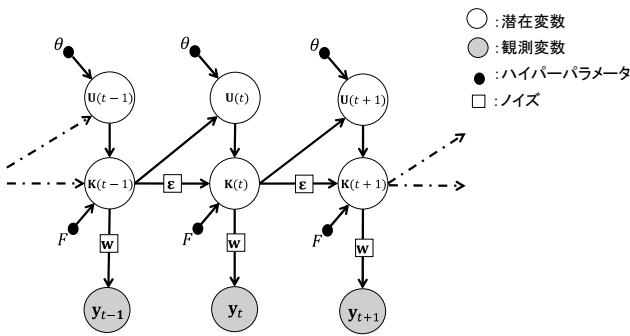 ○ :潜在変数
:観測変数
● :ハイパーパラメータ
□ :ノイズ
θ θ θ
U(t−1) U(t) U(t+1)
K(t−1) ε K(t) ε K(t+1)
F F F
w w w
y_{t−1} y_t y_{t+1}